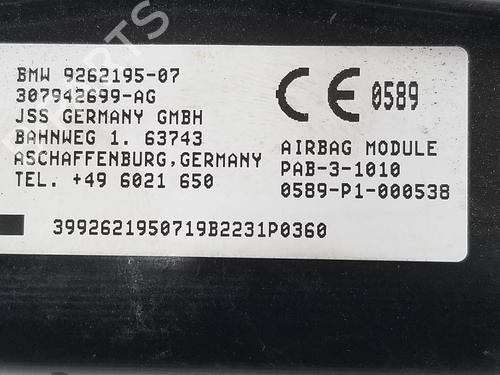 BMW 9262195-07
307942699-AG
JSS GERMANY GMBH
BAHNWEG 1. 63743
ASCHAFFENBURG,GERMANY
TEL. +49 6021 650
CE 0589
AIRBAG MODULE
PAB-3-1010
0589-P1-000538
3992621950719B2231P0360